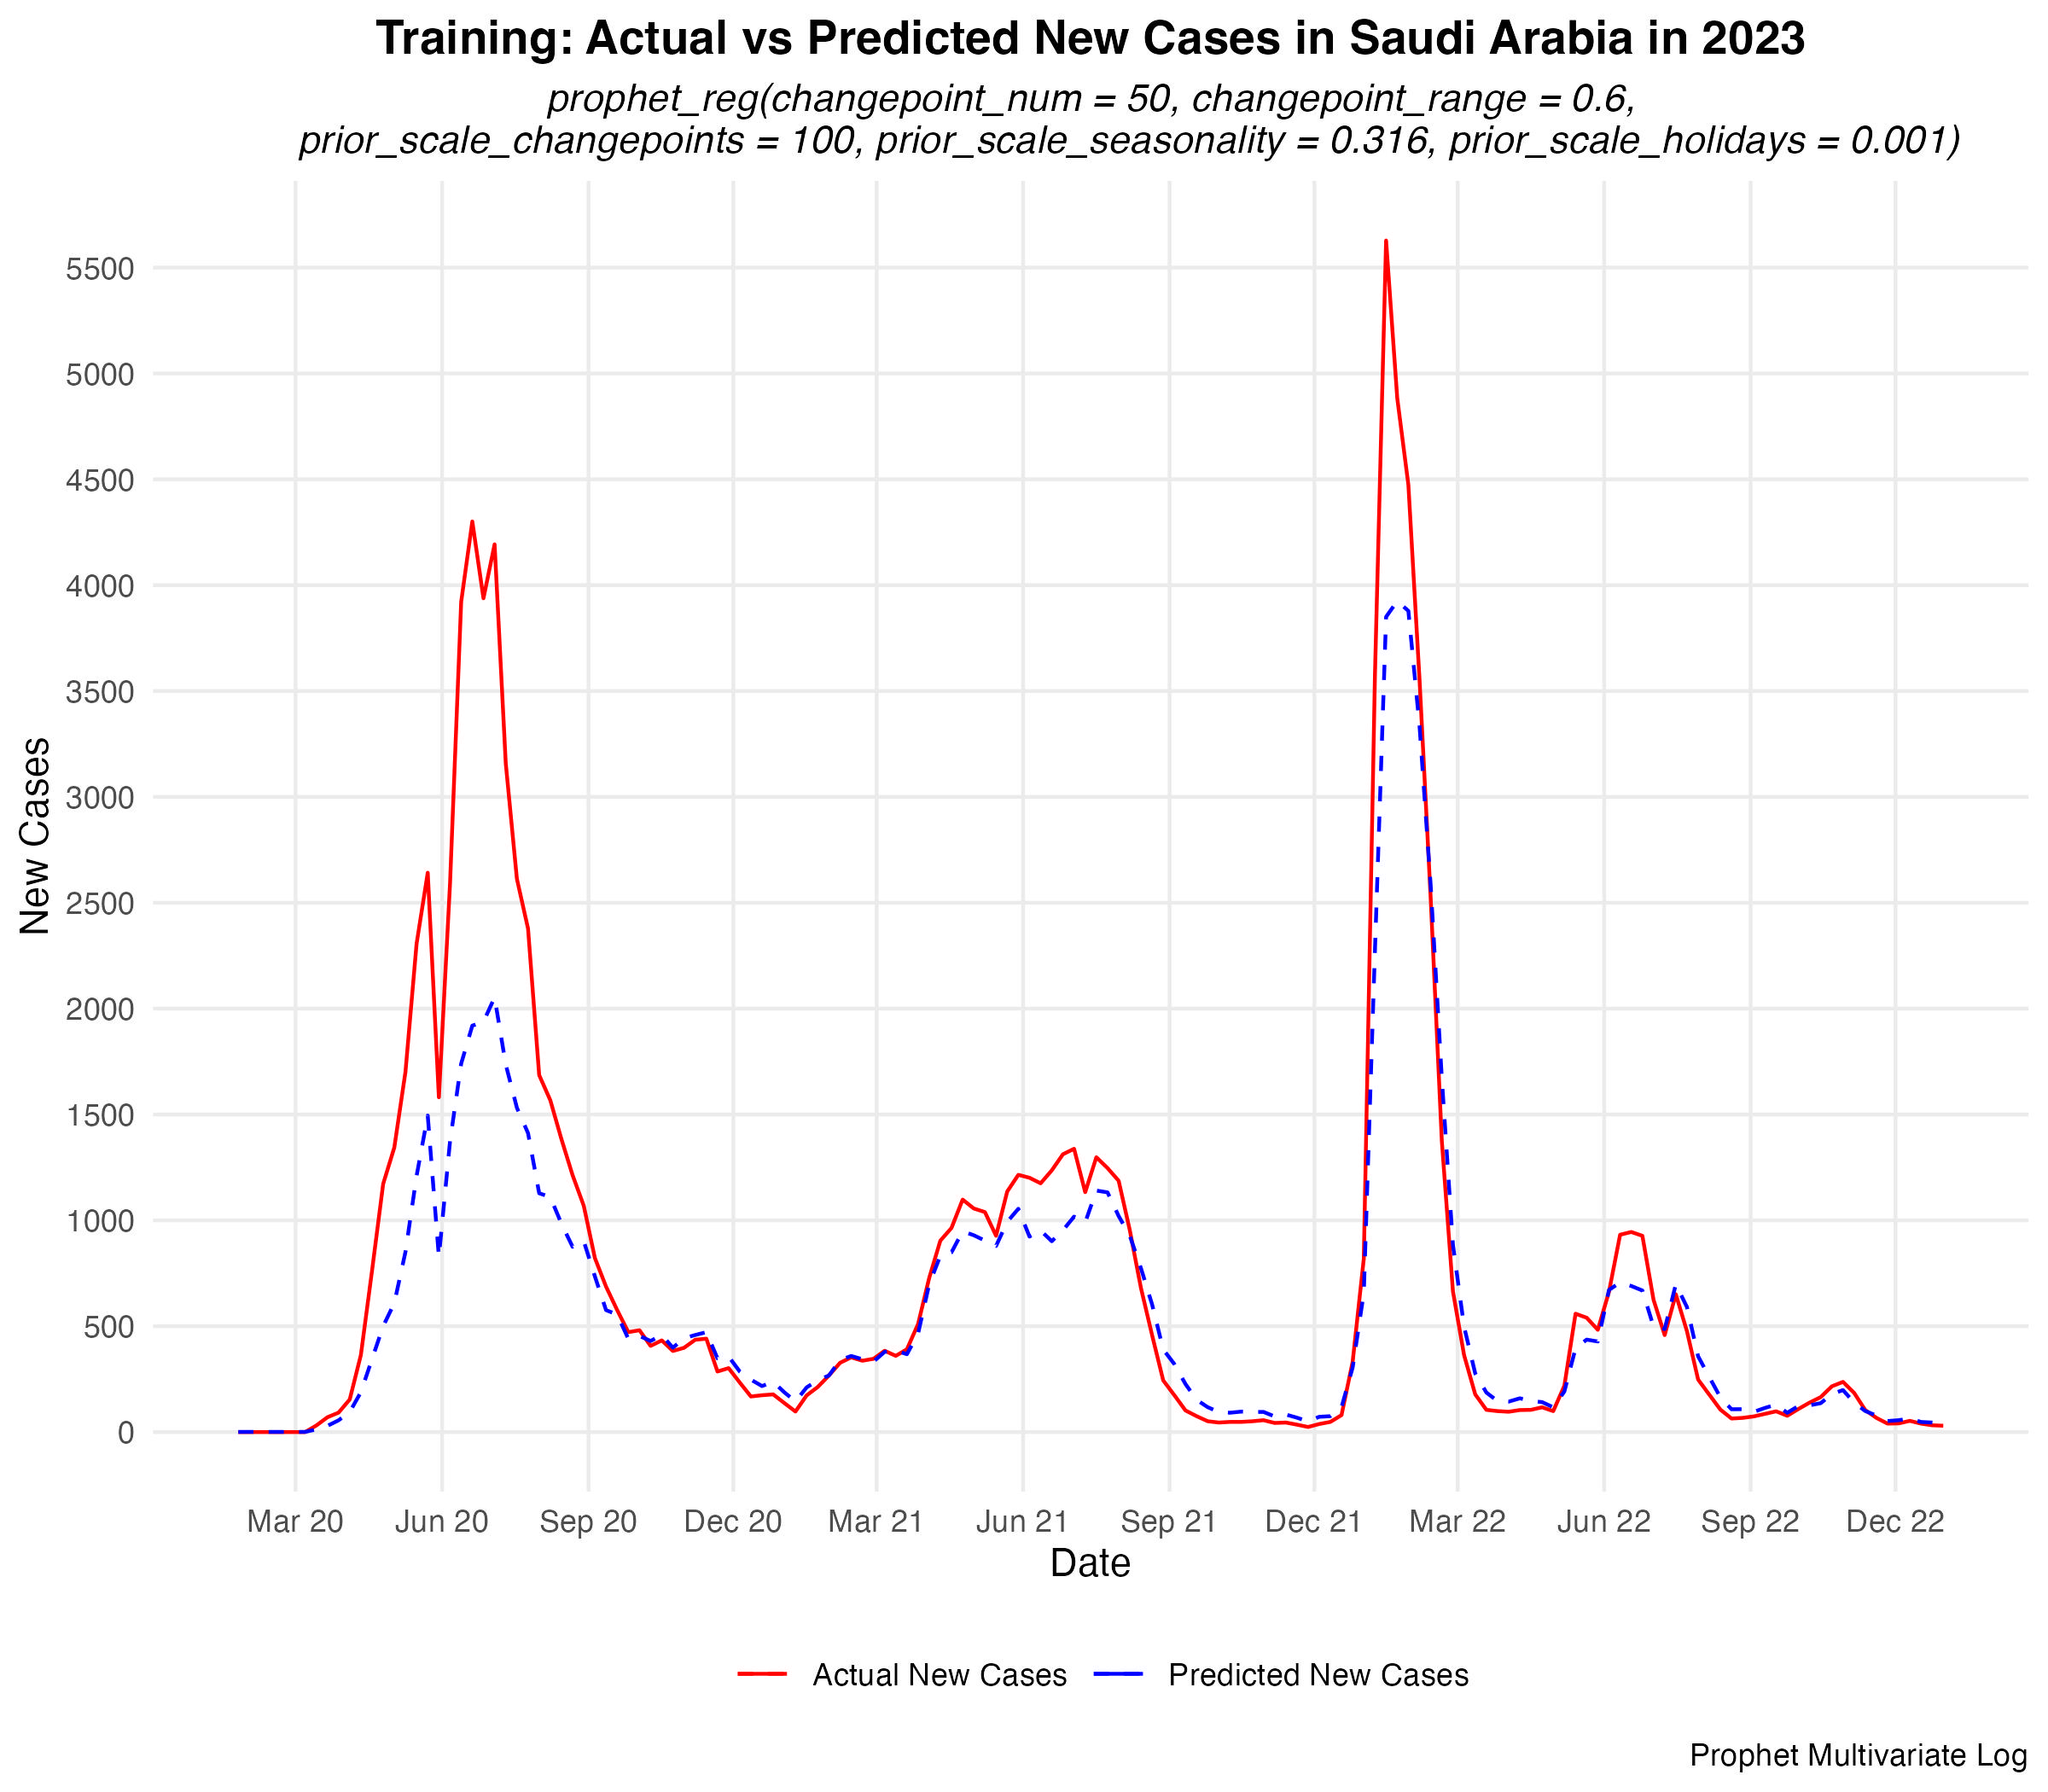 Training: Actual vs Predicted New Cases in Saudi Arabia in 2023
prophet_reg(changepoint_num = 50, changepoint_range = 0.6,
prior_scale_changepoints = 100, prior_scale_seasonality = 0.316, prior_scale_holidays = 0.001)
New Cases
5500
5000
4500
4000
3500
3000
2500
2000
1500
1000
500
0
Mar 20 Jun 20 Sep 20 Dec 20 Mar 21 Jun 21 Sep 21 Dec 21 Mar 22 Jun 22 Sep 22 Dec 22
Date
Actual New Cases Predicted New Cases
Prophet Multivariate Log